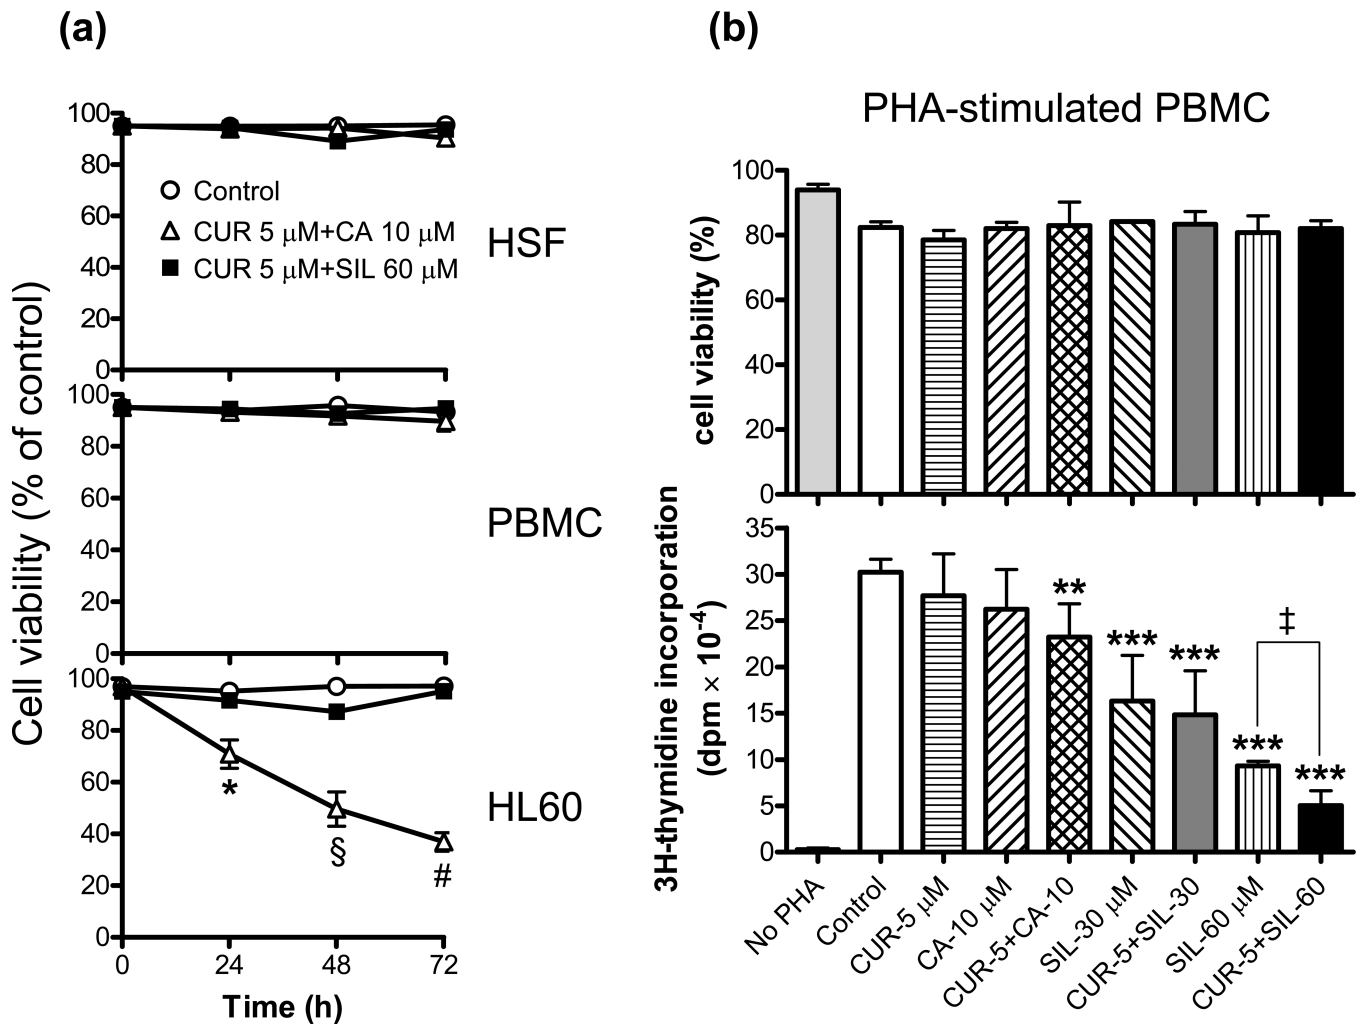 (a)
100
80
60
40
20
0
Control
CUR 5 μM+CA 10 μM
CUR 5 μM+SIL 60 μM
HSF
100
80
60
40
20
0
PBMC
100
80
60
40
20
0
*
§
#
HL60
0 24 48 72
Time (h)
Cell viability (% of control)
(b)
PHA-stimulated PBMC
100
80
60
40
20
0
cell viability (%)
35
30
25
20
15
10
5
0
3H-thymidine incorporation
(dpm × 10⁻⁴)
**
***
***
***
‡
***
No PHA
Control
CUR-5 μM
CA-10 μM
CUR-5+CA-10
SIL-30 μM
CUR-5+SIL-30
SIL-60 μM
CUR-5+SIL-60